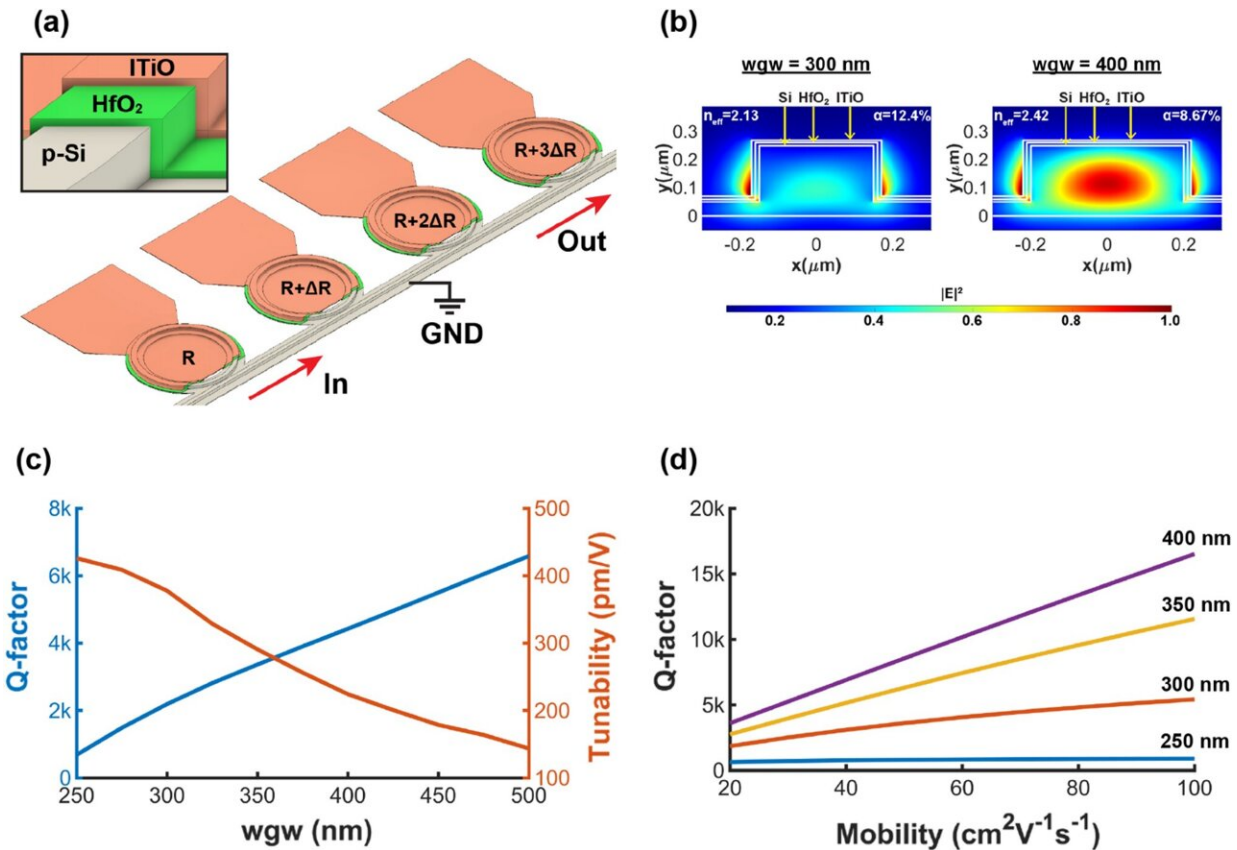 (a)
ITiO
HfO₂
p-Si
R
R+ΔR
R+2ΔR
R+3ΔR
In
Out
GND
(b)
wgw = 300 nm
wgw = 400 nm
Si HfO₂ ITiO
n_eff=2.13
α=12.4%
Si HfO₂ ITiO
n_eff=2.42
α=8.67%
y(μm)
0.3
0.2
0.1
0
-0.2 0 0.2
x(μm)
y(μm)
0.3
0.2
0.1
0
-0.2 0 0.2
x(μm)
|E|²
0.2 0.4 0.6 0.8 1.0
(c)
Q-factor
8k
6k
4k
2k
0
Tunability (pm/V)
500
400
300
200
100
250 300 350 400 450 500
wgw (nm)
(d)
Q-factor
20k
15k
10k
5k
0
400 nm
350 nm
300 nm
250 nm
20 40 60 80 100
Mobility (cm²V⁻¹s⁻¹)